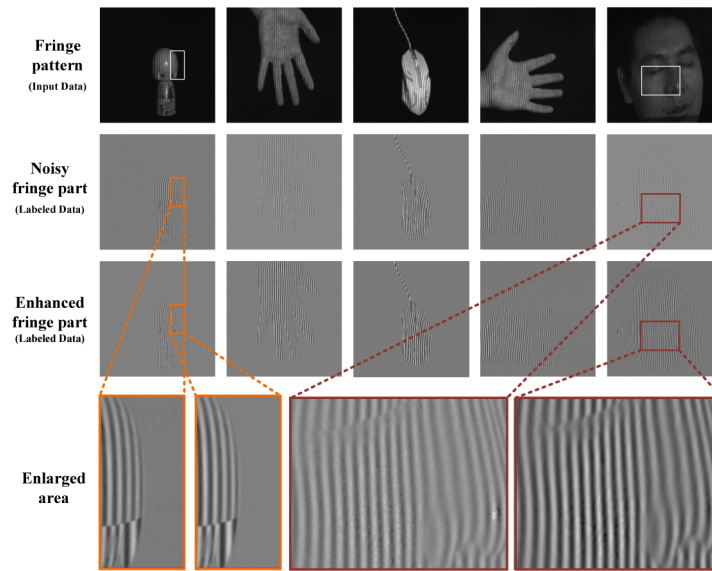 Fringe
pattern
(Input Data)
Noisy
fringe part
(Labeled Data)
Enhanced
fringe part
(Labeled Data)
Enlarged
area